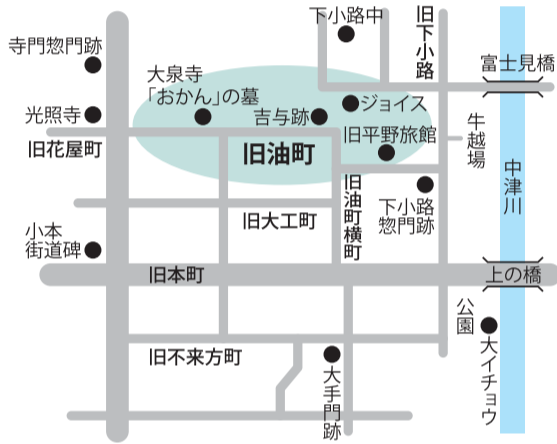 下小路中
旧下小路
寺門惣門跡
富士見橋
大泉寺
「おかん」の墓
ジョイス
光照寺
吉与跡
牛越場
旧平野旅館
旧花屋町
旧油町
中津川
旧油町横町
下小路
惣門跡
旧大工町
小本
街道碑
旧本町
上の橋
公園
大イチョウ
旧不来方町
大手門跡